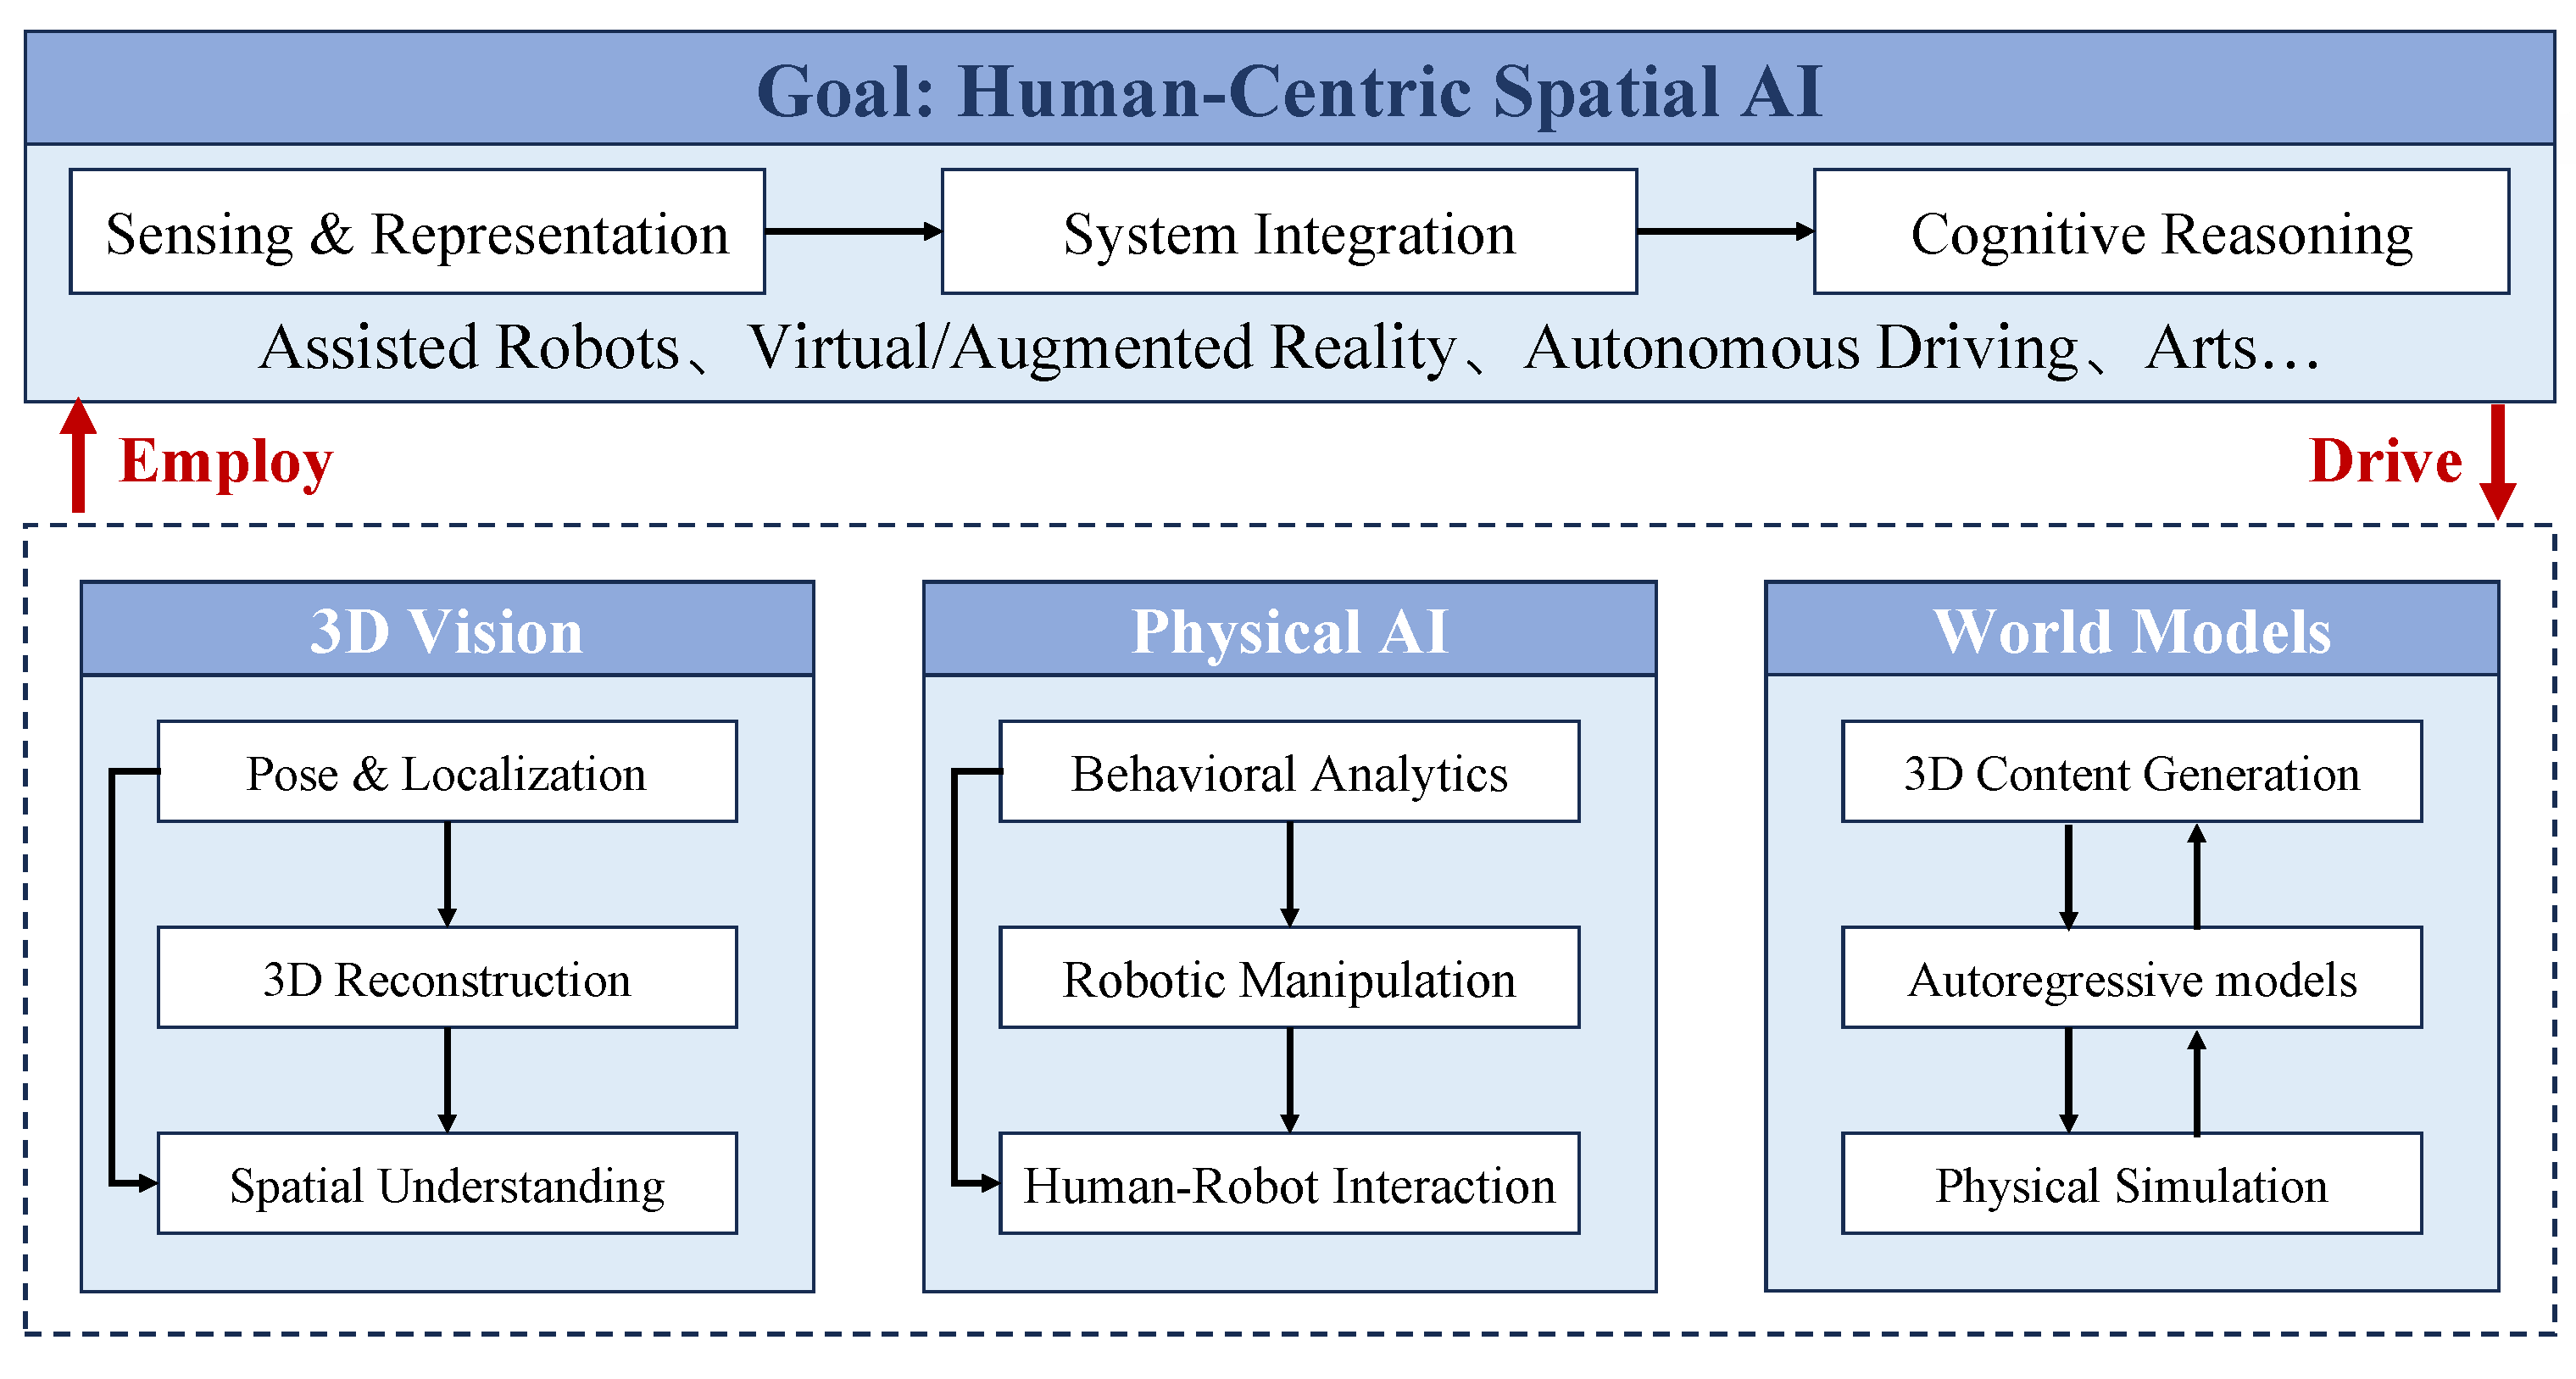 Goal: Human-Centric Spatial AI
Sensing & Representation
System Integration
Cognitive Reasoning
Assisted Robots、Virtual/Augmented Reality、Autonomous Driving、Arts…
Employ
Drive
3D Vision
Pose & Localization
3D Reconstruction
Spatial Understanding
Physical AI
Behavioral Analytics
Robotic Manipulation
Human-Robot Interaction
World Models
3D Content Generation
Autoregressive models
Physical Simulation